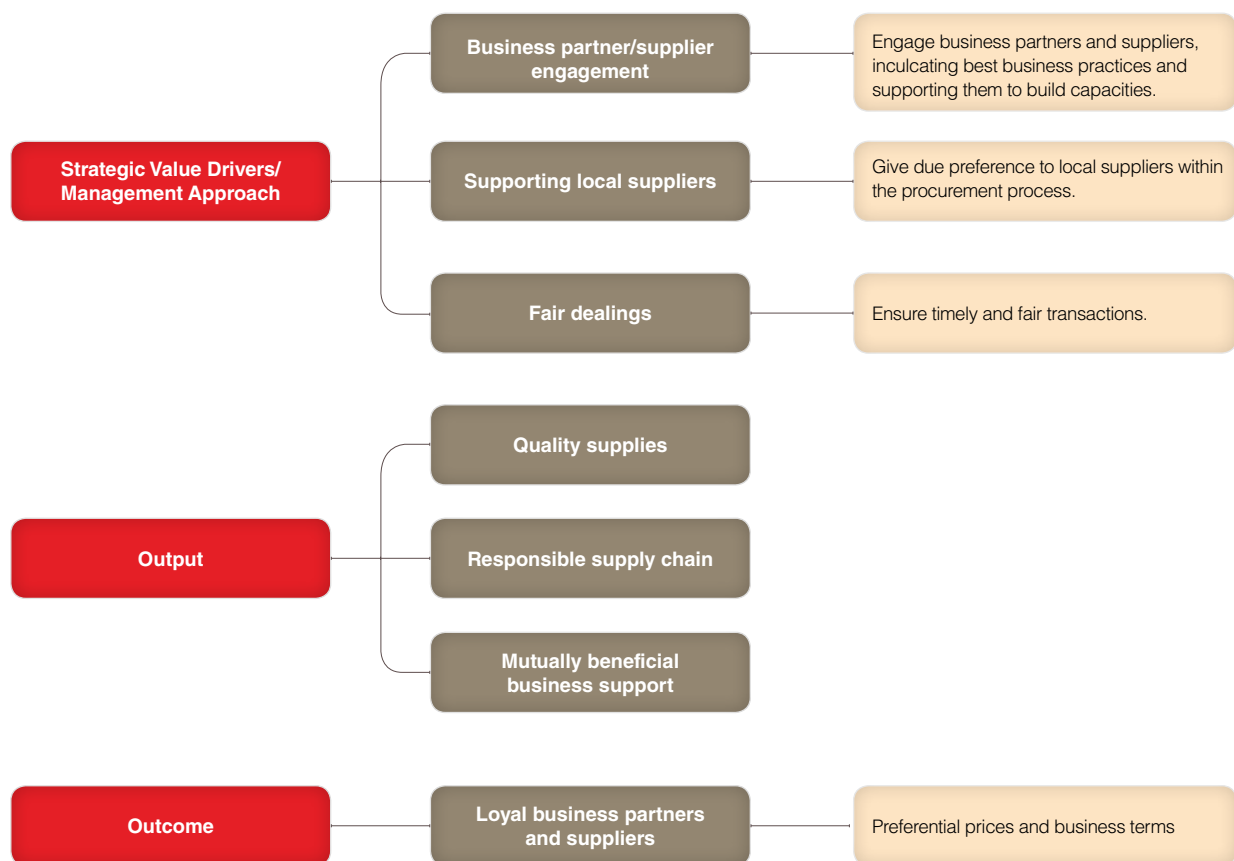 Business partner/supplier
engagement
Engage business partners and suppliers,
inculcating best business practices and
supporting them to build capacities.
Strategic Value Drivers/
Management Approach
Supporting local suppliers
Give due preference to local suppliers within
the procurement process.
Fair dealings
Ensure timely and fair transactions.
Quality supplies
Output
Responsible supply chain
Mutually beneficial
business support
Outcome
Loyal business partners
and suppliers
Preferential prices and business terms